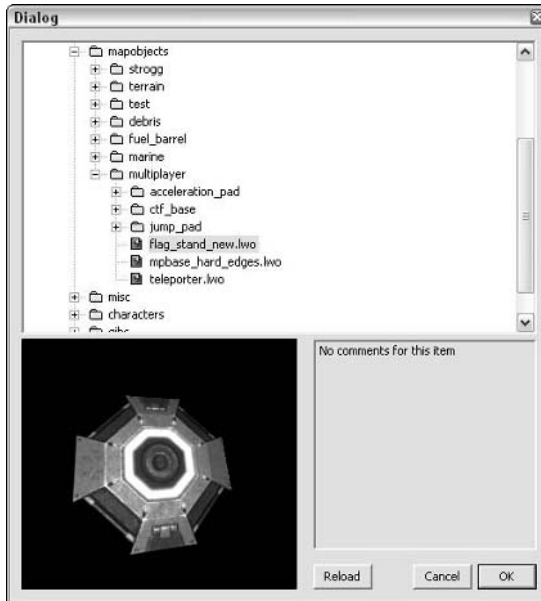 Dialog
mapobjects
strogg
terrain
test
debris
fuel_barrel
marine
multiplayer
acceleration_pad
ctf_base
jump_pad
flag_stand_new.lwo
mpbase_hard_edges.lwo
teleporter.lwo
misc
characters
No comments for this item
Reload
Cancel
OK